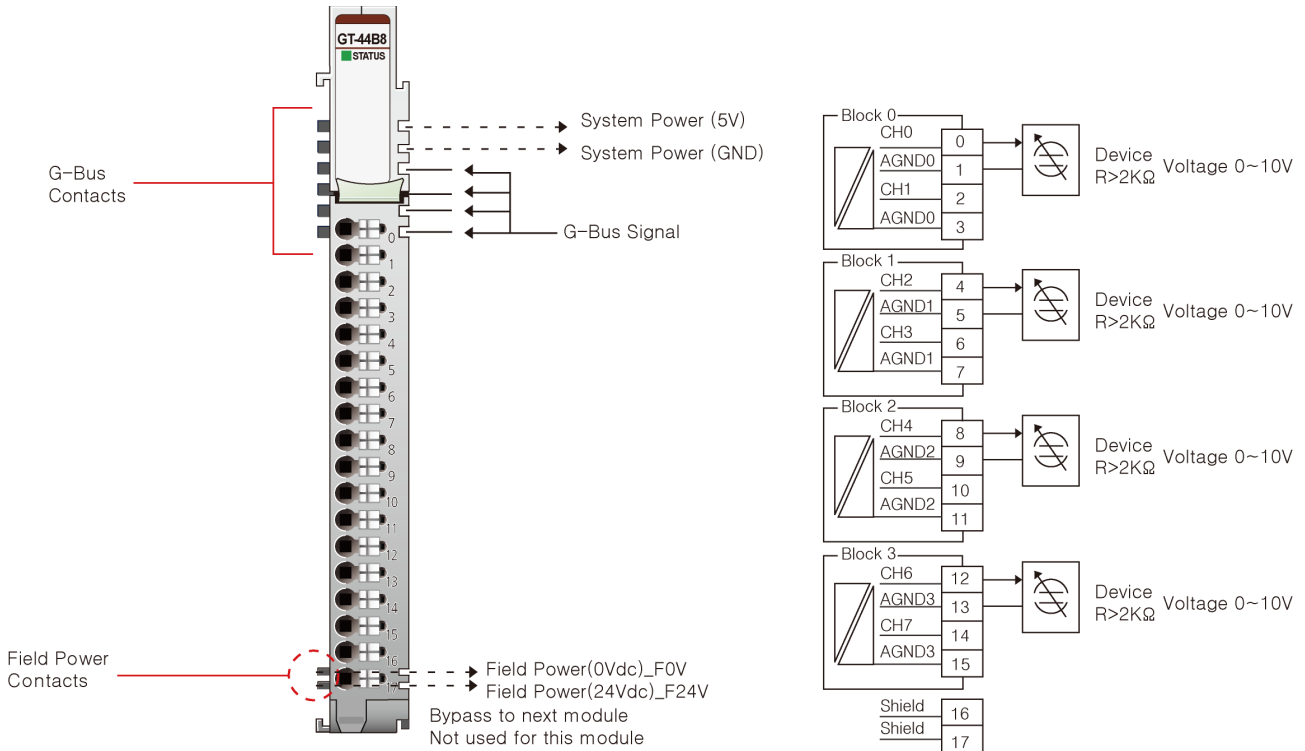 GT-44B8
STATUS
System Power (5V)
System Power (GND)
G-Bus
Contacts
G-Bus Signal
0
1
2
3
4
5
6
7
8
9
10
11
12
13
14
15
16
17
Field Power
Contacts
Field Power(0Vdc)_F0V
Field Power(24Vdc)_F24V
Bypass to next module
Not used for this module
Block 0
CH0 0
AGND0 1
CH1 2
AGND0 3
Device
R>2KΩ
Voltage 0~10V
Block 1
CH2 4
AGND1 5
CH3 6
AGND1 7
Device
R>2KΩ
Voltage 0~10V
Block 2
CH4 8
AGND2 9
CH5 10
AGND2 11
Device
R>2KΩ
Voltage 0~10V
Block 3
CH6 12
AGND3 13
CH7 14
AGND3 15
Device
R>2KΩ
Voltage 0~10V
Shield 16
Shield 17